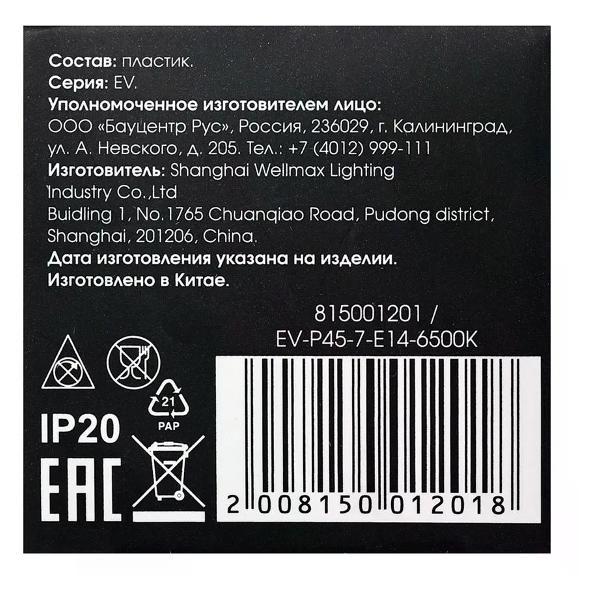 Состав: пластик.
Серия: EV.
Уполномоченное изготовителем лицо:
ООО «Бауцентр Рус», Россия, 236029, г. Калининград,
ул. А. Невского, д. 205. Тел.: +7 (4012) 999-111
Изготовитель: Shanghai Wellmax Lighting
Industry Co.,Ltd
Buidling 1, No.1765 Chuanqiao Road, Pudong district,
Shanghai, 201206, China.
Дата изготовления указана на изделии.
Изготовлено в Китае.
815001201 /
EV-P45-7-E14-6500K
21
PAP
IP20
EAC
2 008150 012018